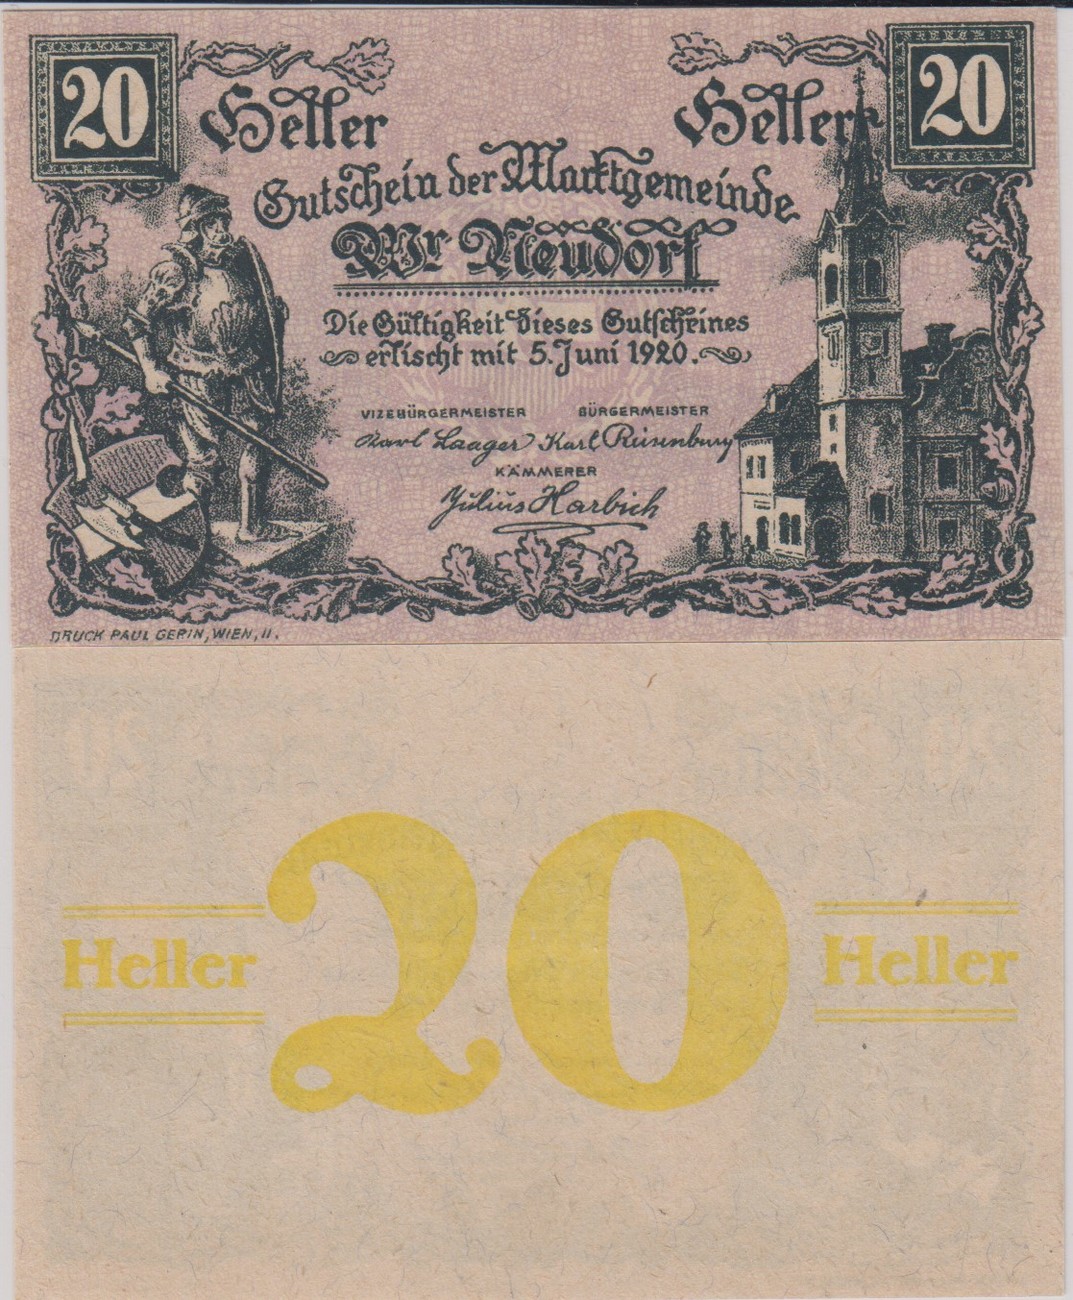 20 20
Heller Heller
Gutschein der Marktgemeinde
Wr Neudorf
Die Gültigkeit dieses Gutscheines
erlischt mit 5. Juni 1920.
VIZEBÜRGERMEISTER BÜRGERMEISTER
Karl Laager Karl Reisenburg
KÄMMERER
Julius Harbich
DRUCK PAUL GERIN, WIEN, II.
20
Heller Heller